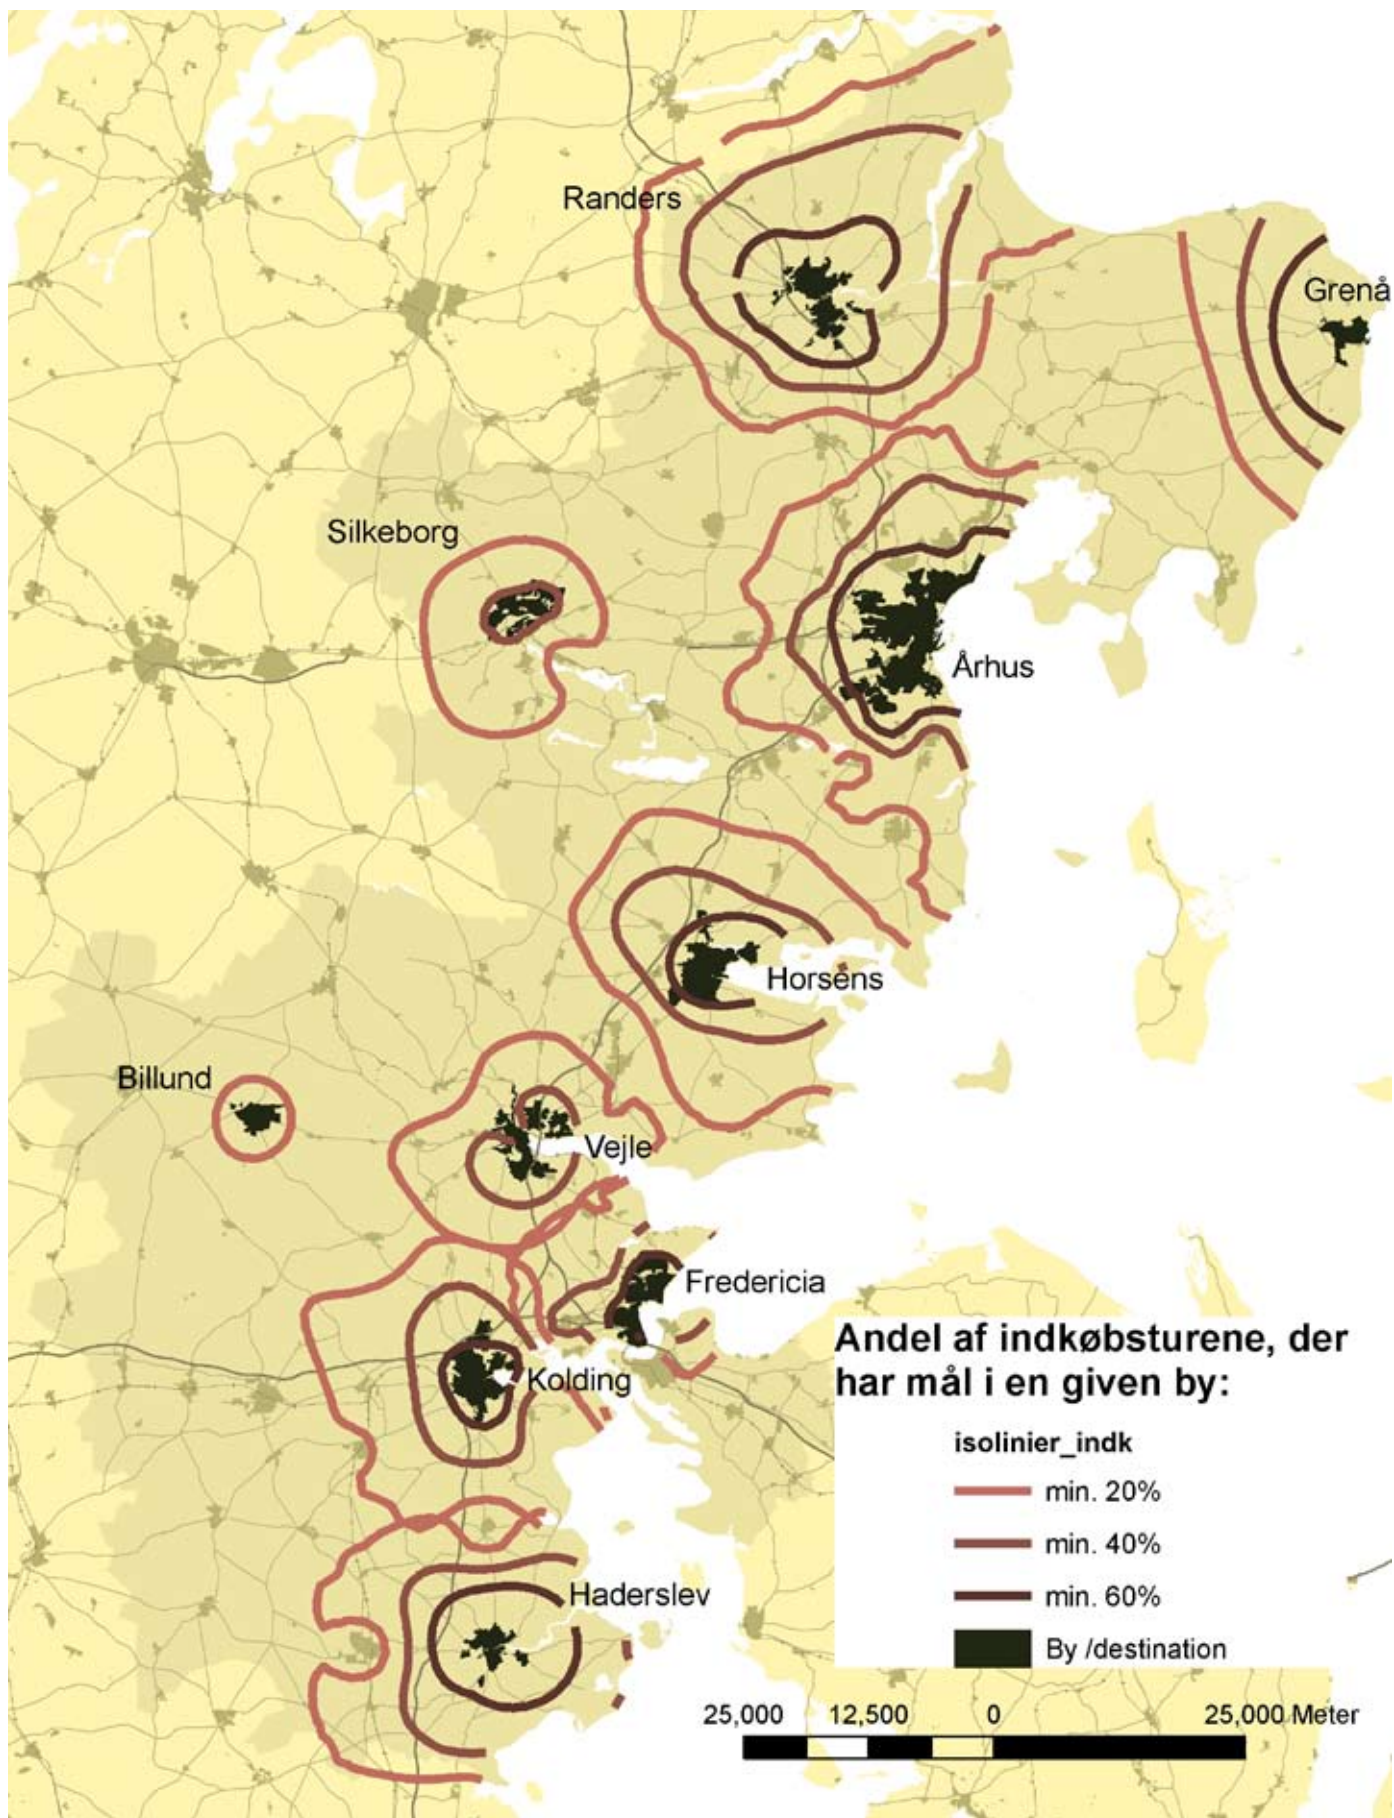 Randers
Grenå
Silkeborg
Århus
Horsens
Billund
Vejle
Fredericia
Kolding
Haderslev
Andel af indkøbsturene, der
har mål i en given by:
isolinier_indk
min. 20%
min. 40%
min. 60%
By /destination
25,000 12,500 0 25,000 Meter